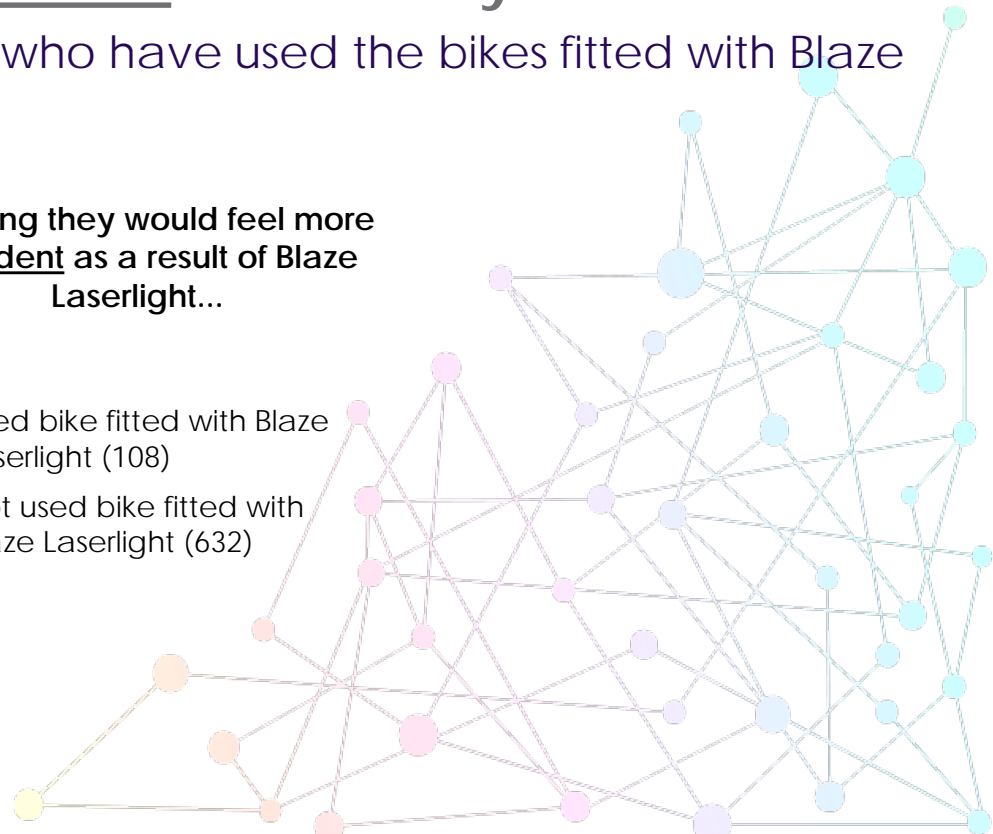 who have used the bikes fitted with Blaze
ng they would feel more
dent as a result of Blaze
Laserlight...
ed bike fitted with Blaze
serlight (108)
t used bike fitted with
ze Laserlight (632)